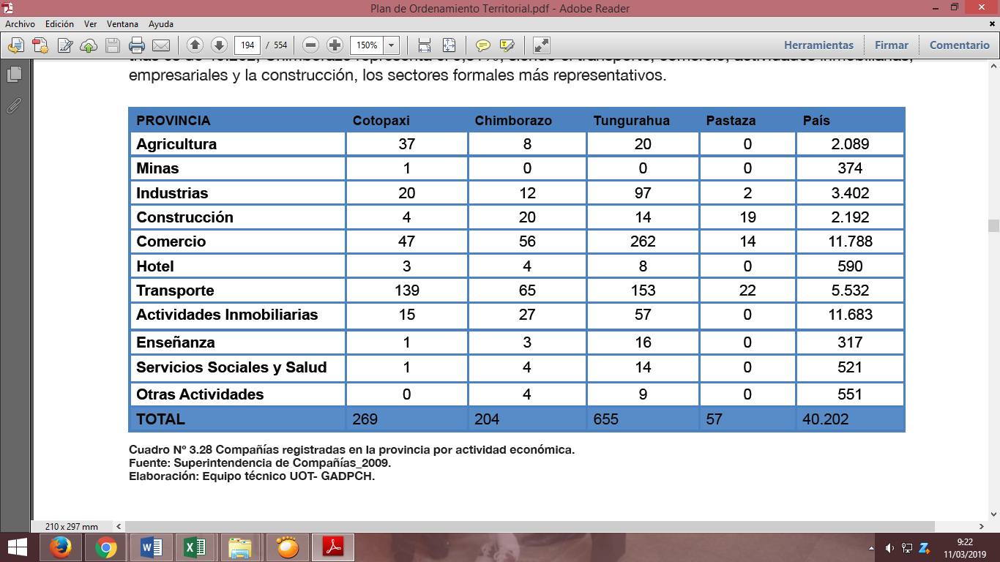 Plan de Ordenamiento Territorial.pdf - Adobe Reader
Archivo Edición Ver Ventana Ayuda
194 / 554 150% Herramientas Firmar Comentario
empresariales y la construcción, los sectores formales más representativos.
PROVINCIA Cotopaxi Chimborazo Tungurahua Pastaza País
Agricultura 37 8 20 0 2.089
Minas 1 0 0 0 374
Industrias 20 12 97 2 3.402
Construcción 4 20 14 19 2.192
Comercio 47 56 262 14 11.788
Hotel 3 4 8 0 590
Transporte 139 65 153 22 5.532
Actividades Inmobiliarias 15 27 57 0 11.683
Enseñanza 1 3 16 0 317
Servicios Sociales y Salud 1 4 14 0 521
Otras Actividades 0 4 9 0 551
TOTAL 269 204 655 57 40.202
Cuadro Nº 3.28 Compañías registradas en la provincia por actividad económica.
Fuente: Superintendencia de Compañías_2009.
Elaboración: Equipo técnico UOT- GADPCH.
210 x 297 mm
9:22
11/03/2019